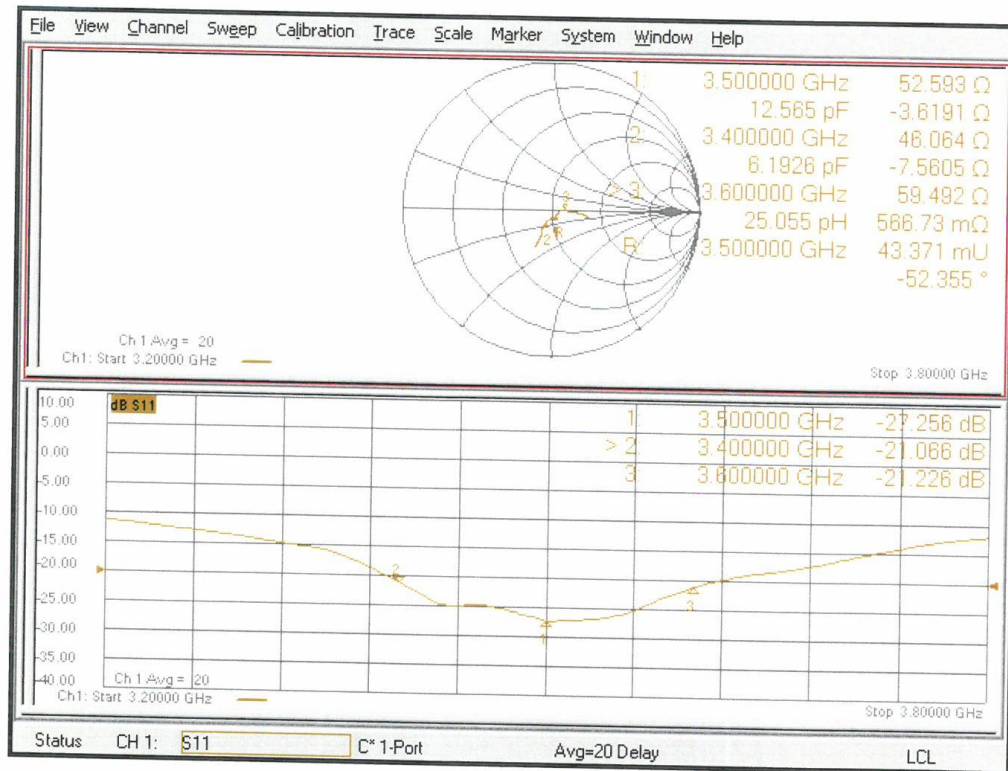 File View Channel Sweep Calibration Trace Scale Marker System Window Help
1: 3.500000 GHz 52.593 Ω
12.565 pF -3.6191 Ω
2: 3.400000 GHz 46.064 Ω
6.1926 pF -7.5605 Ω
> 3: 3.600000 GHz 59.492 Ω
25.055 pH 566.73 mΩ
R: 3.500000 GHz 43.371 mU
-52.355 °
3
2 R
Ch 1 Avg = 20
Ch1: Start 3.20000 GHz
Stop 3.80000 GHz
10.00 dB S11
5.00
0.00
-5.00
-10.00
-15.00
-20.00
-25.00
-30.00
-35.00
-40.00
1 3.500000 GHz -27.256 dB
> 2 3.400000 GHz -21.066 dB
3 3.600000 GHz -21.226 dB
2
3
1
Ch 1 Avg = 20
Ch1: Start 3.20000 GHz
Stop 3.80000 GHz
Status CH 1: S11 C* 1-Port Avg=20 Delay LCL